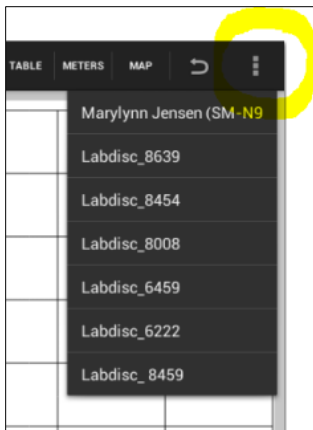 TABLE METERS MAP
Marylynn Jensen (SM-N9
Labdisc_8639
Labdisc_8454
Labdisc_8008
Labdisc_6459
Labdisc_6222
Labdisc_ 8459